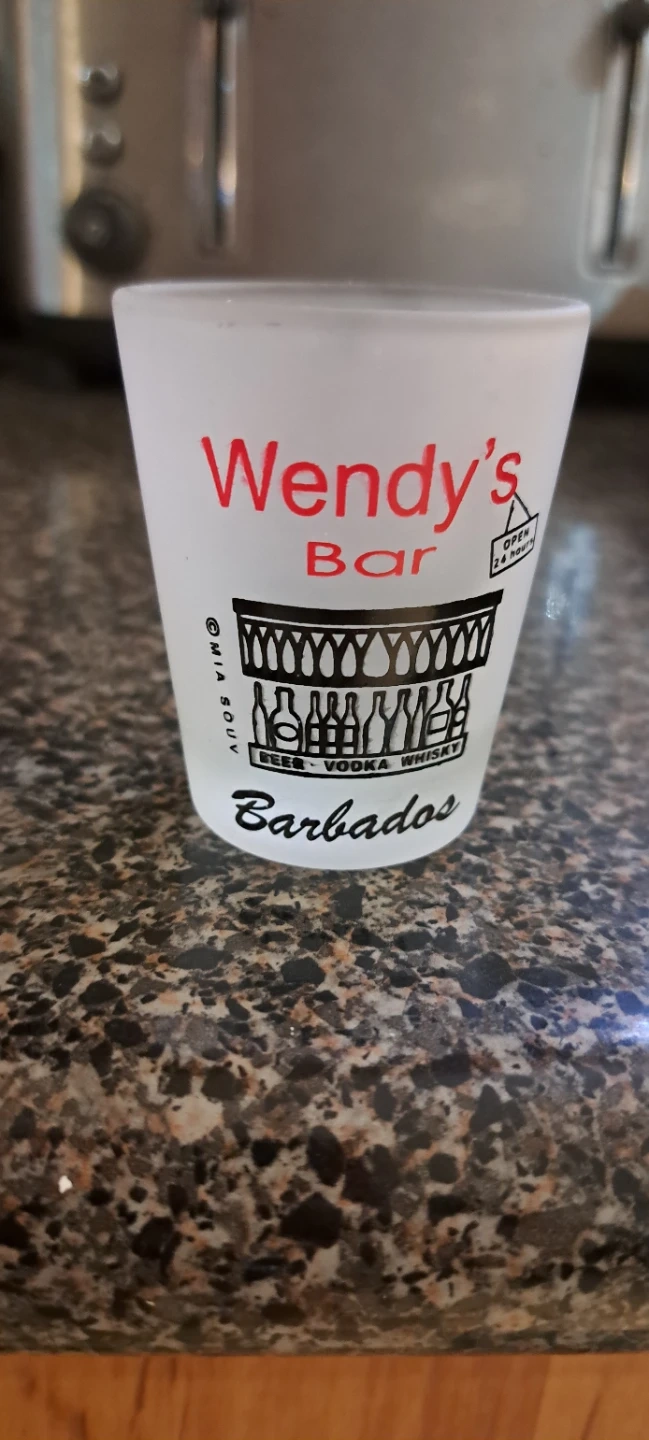 Wendy's
Bar
OPEN
24 hours
© MIA SOUV
BEER · VODKA WHISKY
Barbados